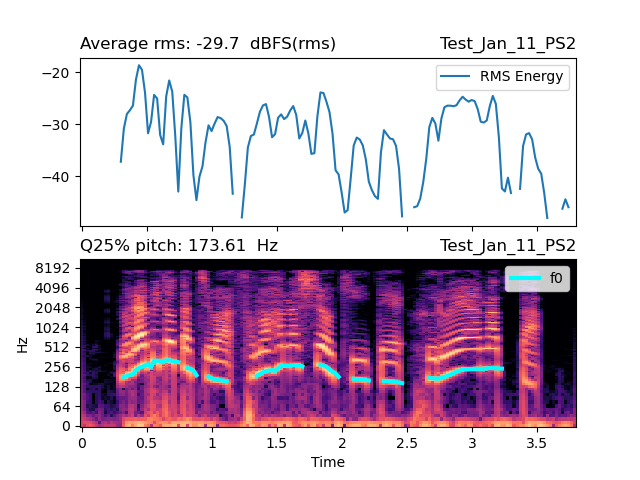 Average rms: -29.7  dBFS(rms)
Test_Jan_11_PS2
RMS Energy
−20
−30
−40
Q25% pitch: 173.61  Hz
Test_Jan_11_PS2
f0
8192
4096
2048
1024
512
256
128
64
0
Hz
0
0.5
1
1.5
2
2.5
3
3.5
Time